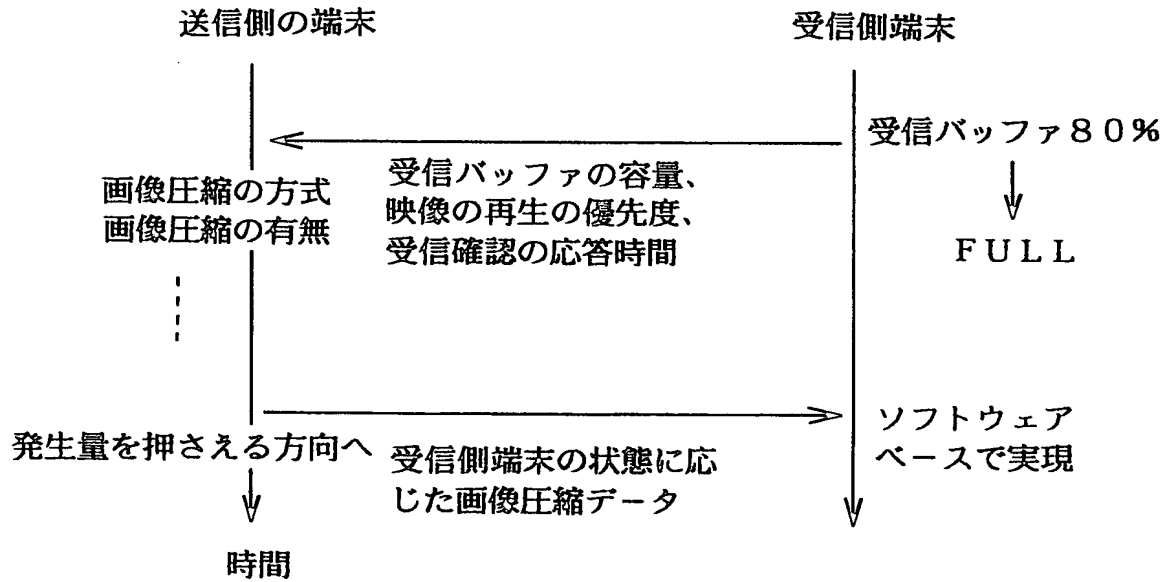 送信側の端末
受信側端末
受信バッファ80%
FULL
受信バッファの容量、
映像の再生の優先度、
受信確認の応答時間
画像圧縮の方式
画像圧縮の有無
発生量を押さえる方向へ
受信側端末の状態に応
じた画像圧縮データ
ソフトウェア
ベースで実現
時間